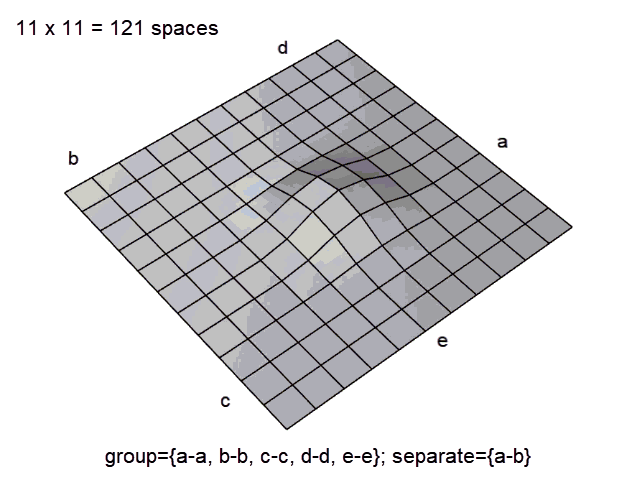 11 x 11 = 121 spaces
d
a
b
e
c
group={a-a, b-b, c-c, d-d, e-e}; separate={a-b}